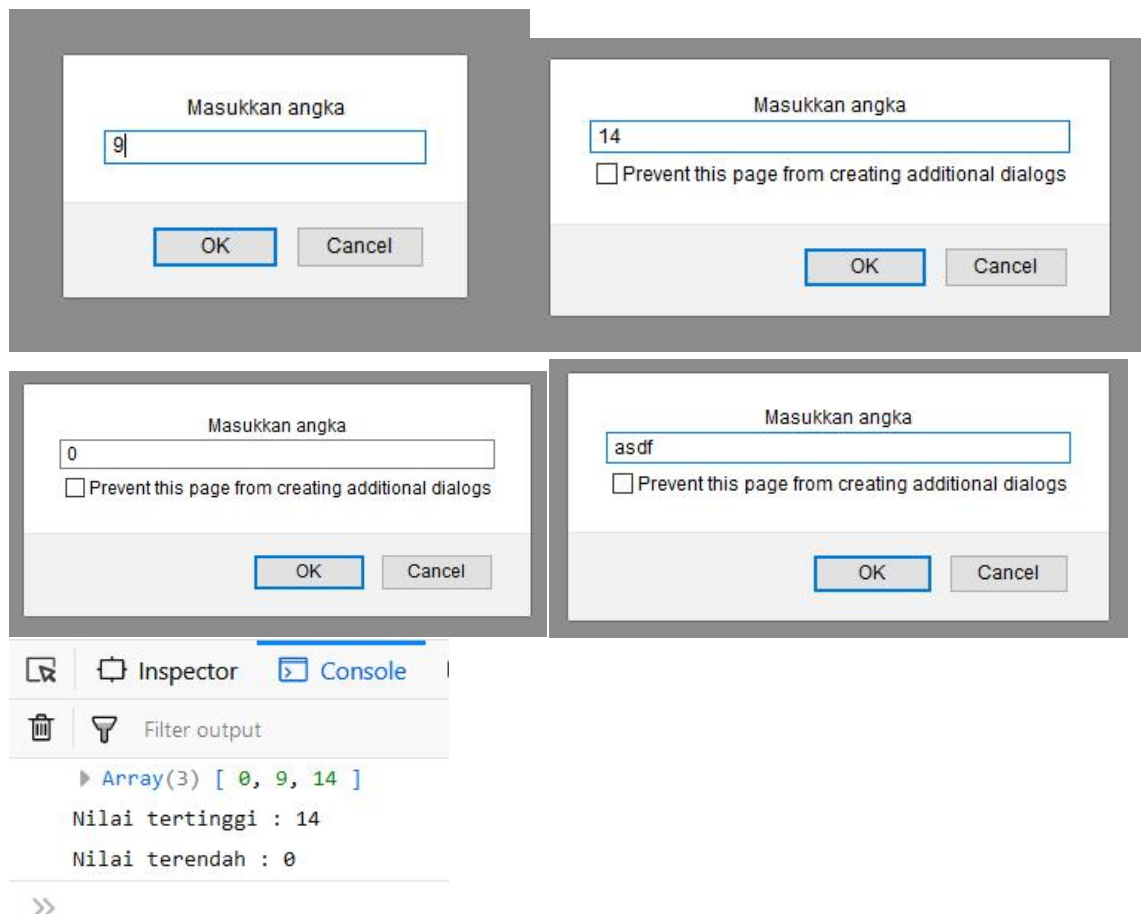 Masukkan angka
9
OK Cancel
Masukkan angka
14
Prevent this page from creating additional dialogs
OK Cancel
Masukkan angka
0
Prevent this page from creating additional dialogs
OK Cancel
Masukkan angka
asdf
Prevent this page from creating additional dialogs
OK Cancel
Inspector Console
Filter output
Array(3) [ 0, 9, 14 ]
Nilai tertinggi : 14
Nilai terendah : 0